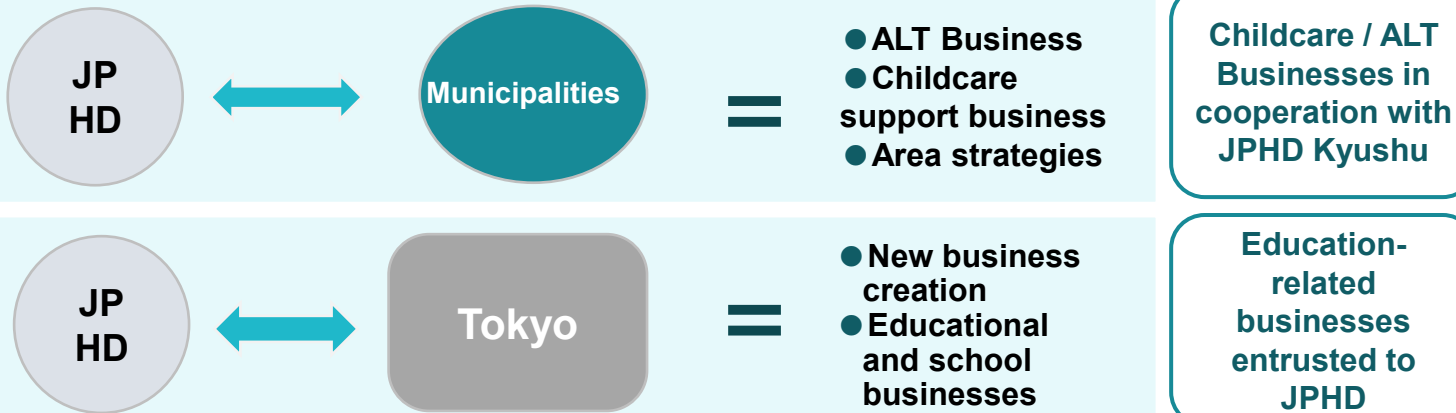 JP
HD
Municipalities
=
● ALT Business
● Childcare
support business
● Area strategies
Childcare / ALT
Businesses in
cooperation with
JPHD Kyushu
JP
HD
Tokyo
=
● New business
creation
● Educational
and school
businesses
Education-
related
businesses
entrusted to
JPHD